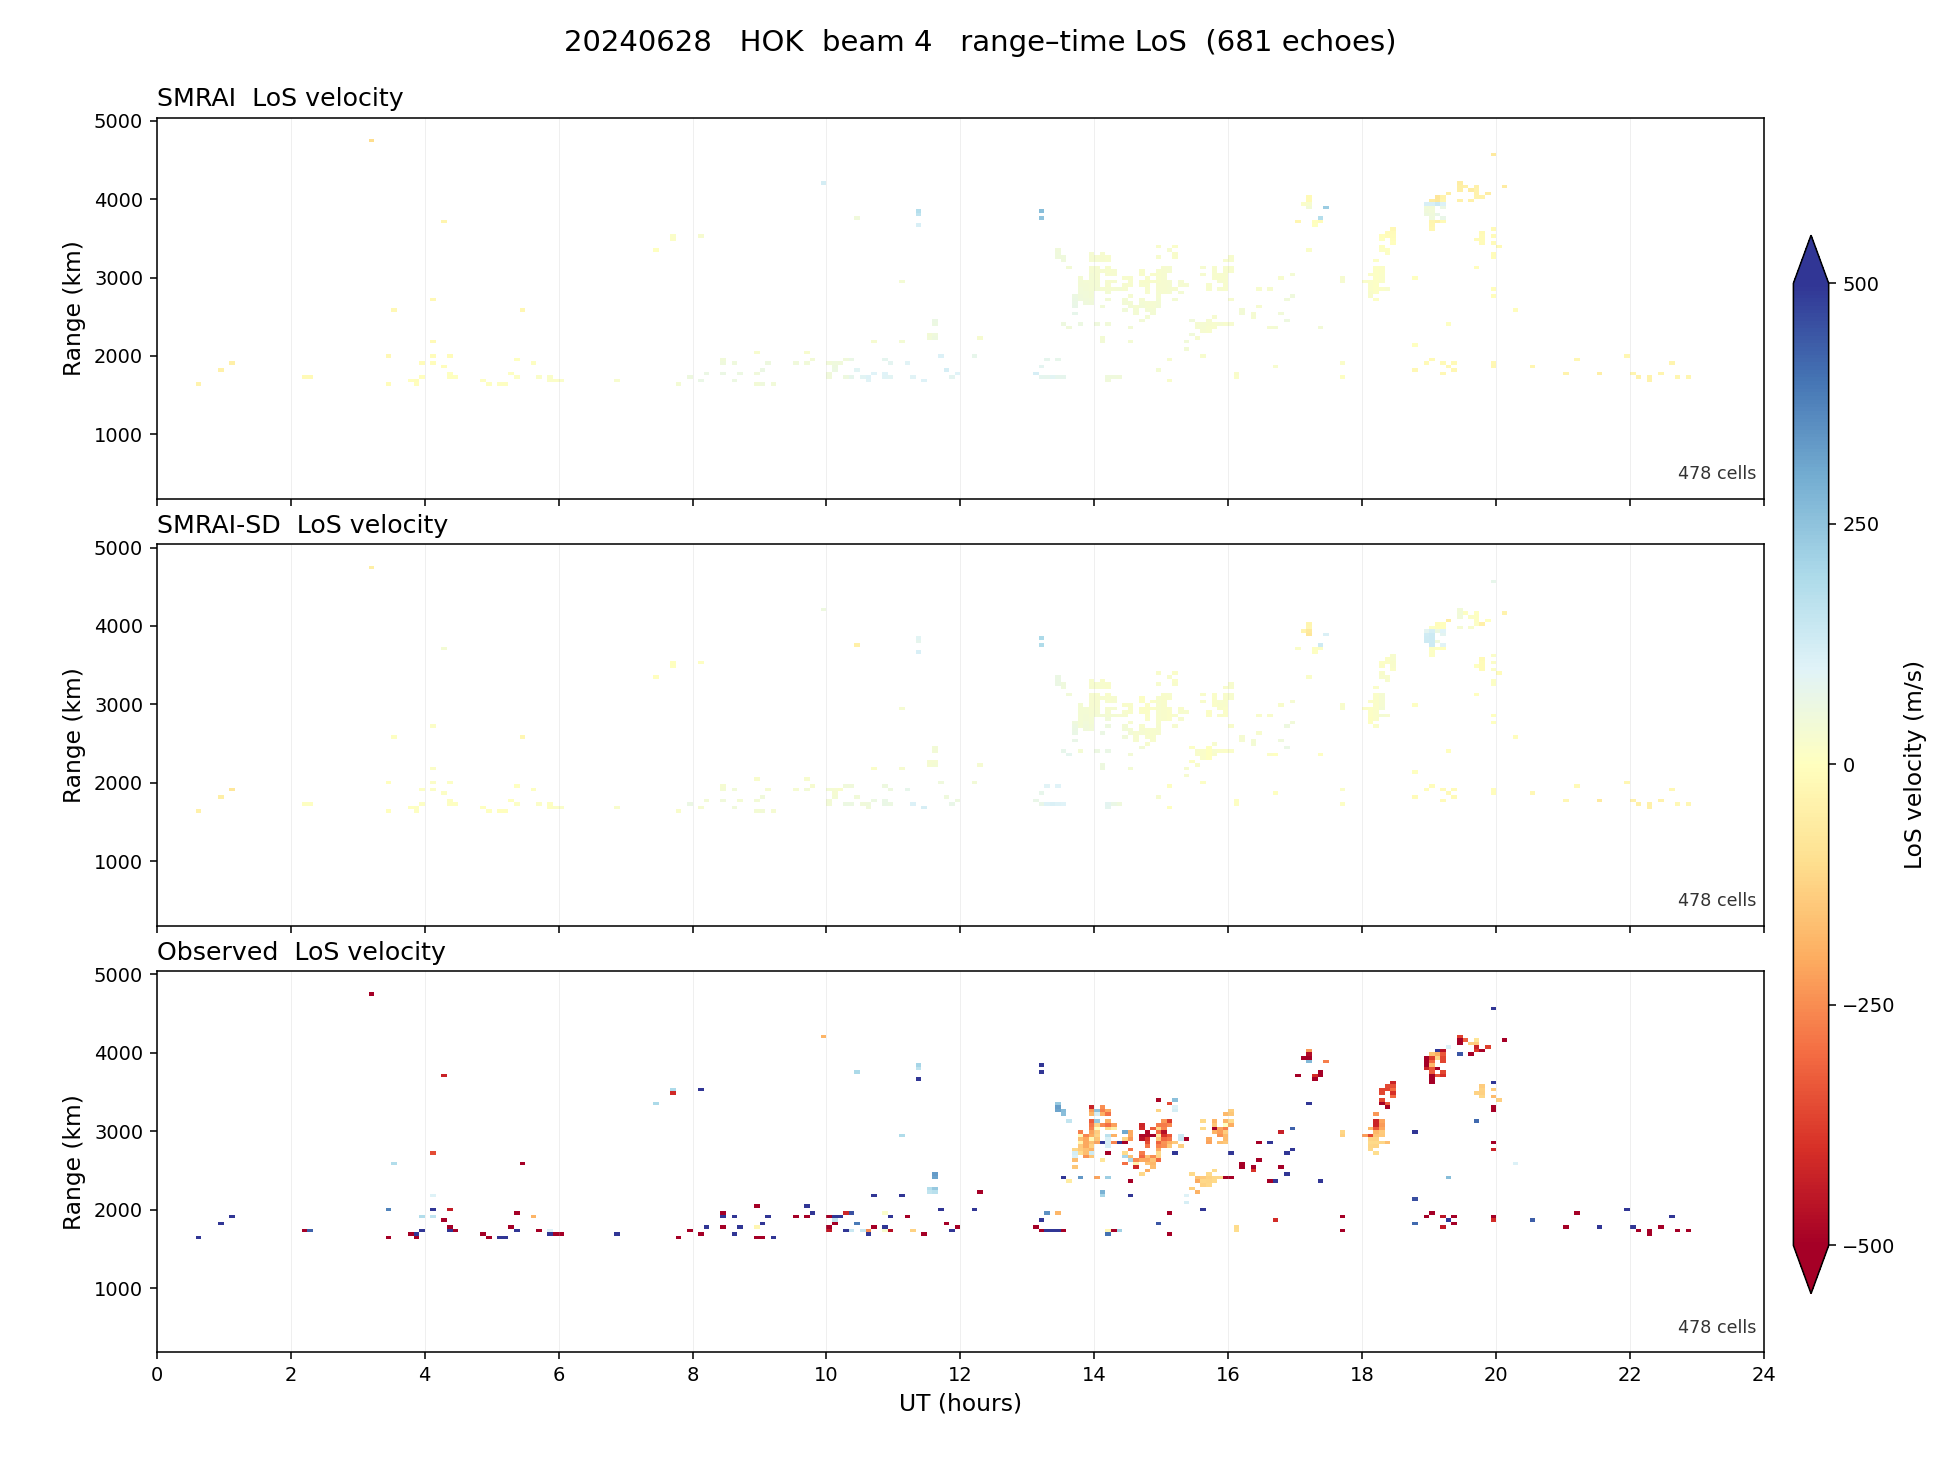 20240628   HOK  beam 4   range–time LoS  (681 echoes)
SMRAI  LoS velocity
5000
4000
3000
2000
1000
Range (km)
478 cells
SMRAI-SD  LoS velocity
5000
4000
3000
2000
1000
Range (km)
478 cells
Observed  LoS velocity
5000
4000
3000
2000
1000
Range (km)
478 cells
0 2 4 6 8 10 12 14 16 18 20 22 24
UT (hours)
500
250
0
−250
−500
LoS velocity (m/s)